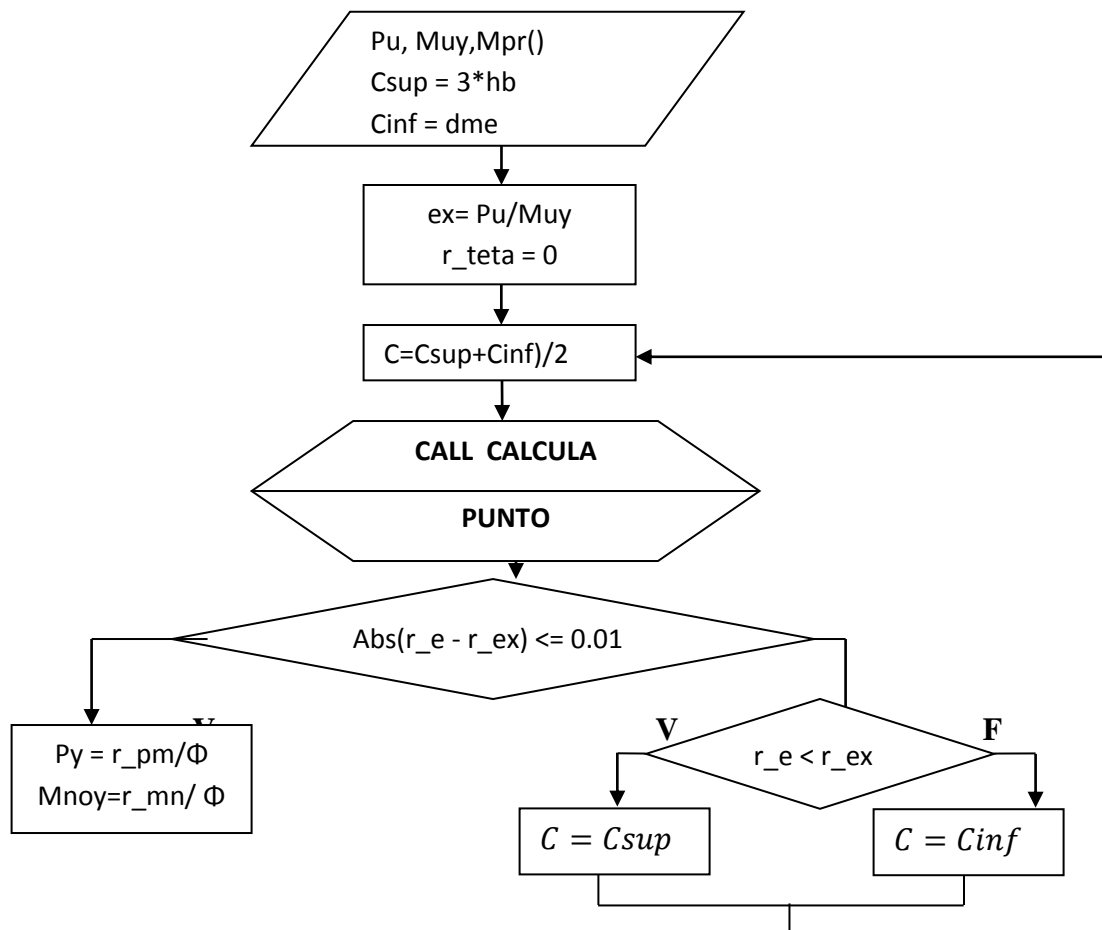 Pu, Muy,Mpr()
Csup = 3*hb
Cinf = dme
ex= Pu/Muy
r_teta = 0
C=Csup+Cinf)/2
CALL CALCULA
PUNTO
Abs(r_e - r_ex) <= 0.01
V
Py = r_pm/Φ
Mnoy=r_mn/ Φ
V
F
r_e < r_ex
C = Csup
C = Cinf